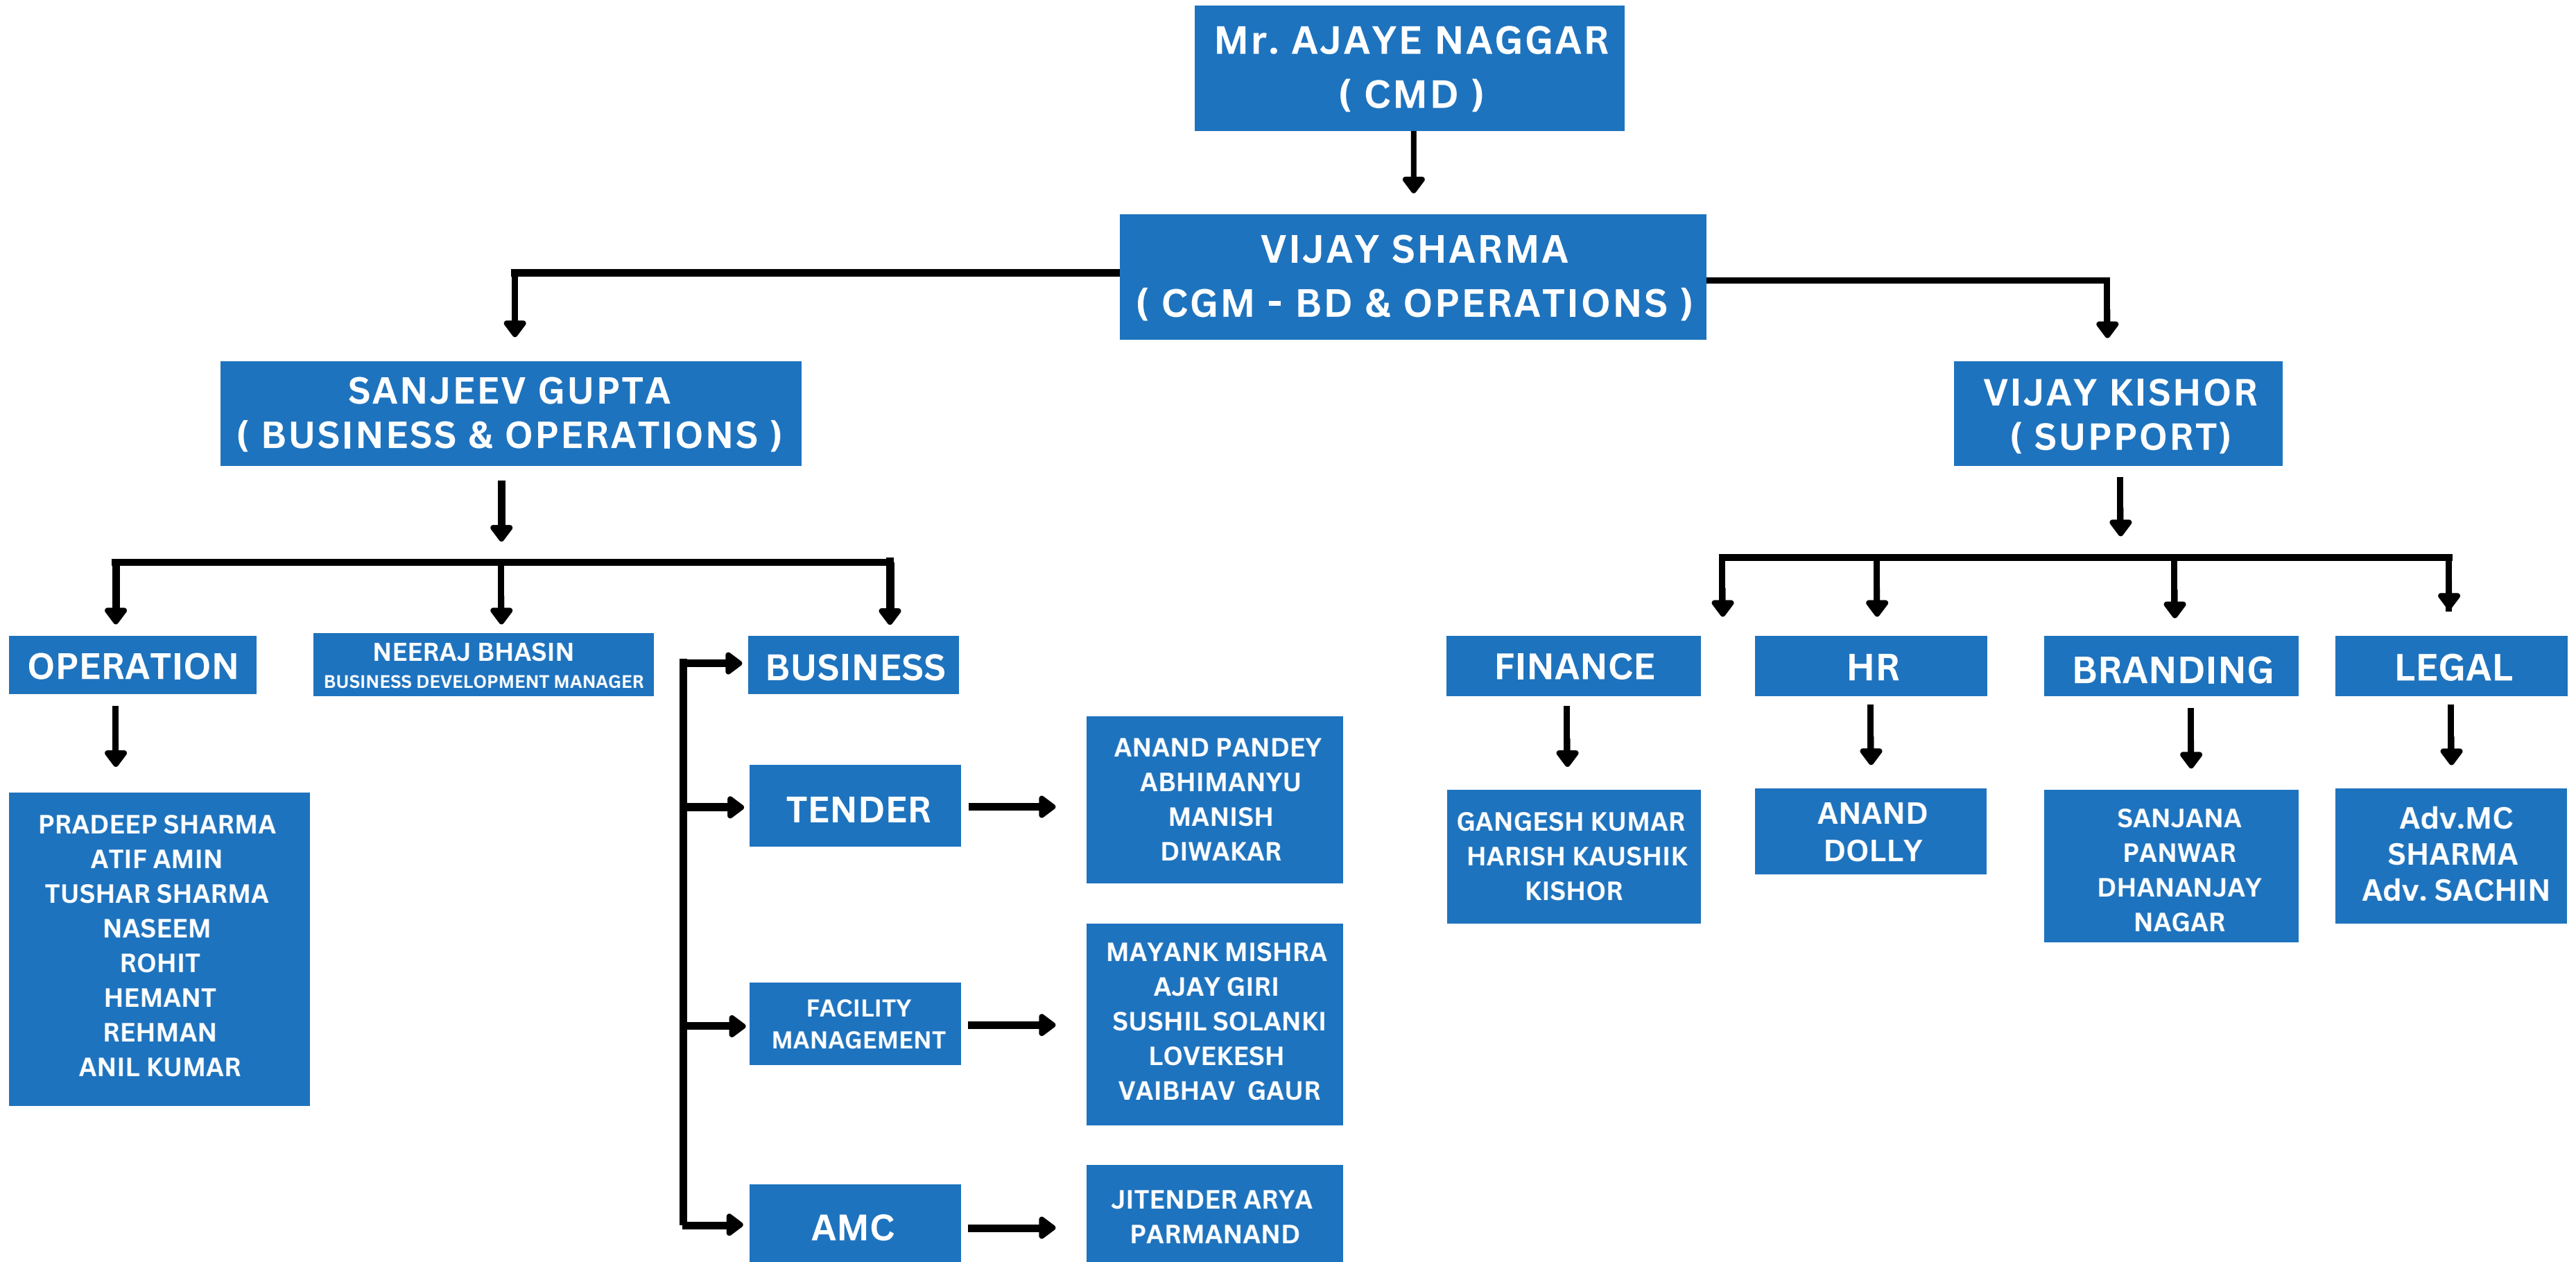 Mr. AJAYE NAGGAR
( CMD )
VIJAY SHARMA
( CGM - BD & OPERATIONS )
SANJEEV GUPTA
( BUSINESS & OPERATIONS )
VIJAY KISHOR
( SUPPORT)
OPERATION
NEERAJ BHASIN
BUSINESS DEVELOPMENT MANAGER
BUSINESS
FINANCE
HR
BRANDING
LEGAL
PRADEEP SHARMA
ATIF AMIN
TUSHAR SHARMA
NASEEM
ROHIT
HEMANT
REHMAN
ANIL KUMAR
TENDER
ANAND PANDEY
ABHIMANYU
MANISH
DIWAKAR
FACILITY
MANAGEMENT
MAYANK MISHRA
AJAY GIRI
SUSHIL SOLANKI
LOVEKESH
VAIBHAV  GAUR
AMC
JITENDER ARYA
PARMANAND
GANGESH KUMAR
HARISH KAUSHIK
KISHOR
ANAND
DOLLY
SANJANA
PANWAR
DHANANJAY
NAGAR
Adv.MC
SHARMA
Adv. SACHIN